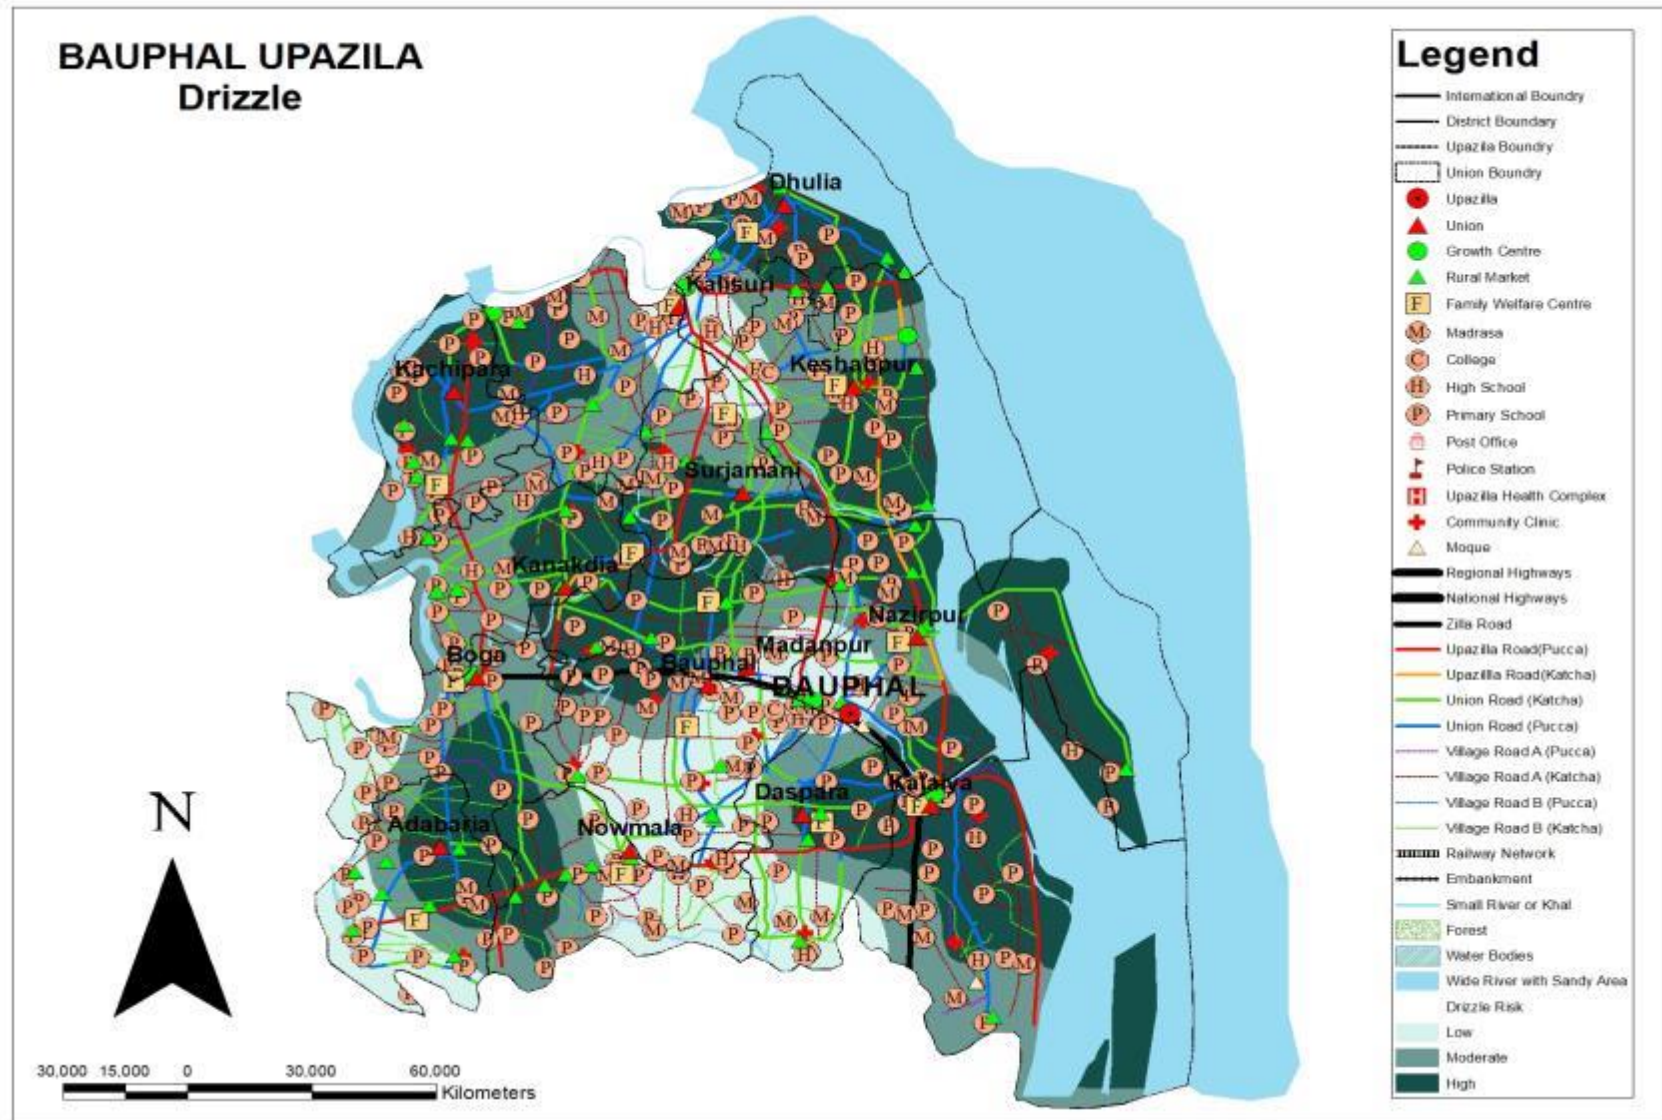 BAUPHAL UPAZILA
Drizzle
Dhulia
Kalisuri
Kachipara
Keshabpur
Surjamani
Kanakdia
Nazirpur
Madanpur
Boga
Bauphal
BAUPHAL
Kalaiya
Daspara
Adabaria
Nowmala
N
30,000 15,000 0 30,000 60,000
Kilometers
Legend
International Boundry
District Boundary
Upazila Boundry
Union Boundry
Upazilla
Union
Growth Centre
Rural Market
F Family Welfare Centre
M Madrasa
C College
H High School
P Primary School
Post Office
Police Station
H Upazilla Health Complex
Community Clinic
Moque
Regional Highways
National Highways
Zilla Road
Upazilla Road(Pucca)
Upazillla Road(Katcha)
Union Road (Katcha)
Union Road (Pucca)
Village Road A (Pucca)
Village Road A (Katcha)
Village Road B (Pucca)
Village Road B (Katcha)
Railway Network
Embankment
Small River or Khal
Forest
Water Bodies
Wide River with Sandy Area
Drizzle Risk
Low
Moderate
High